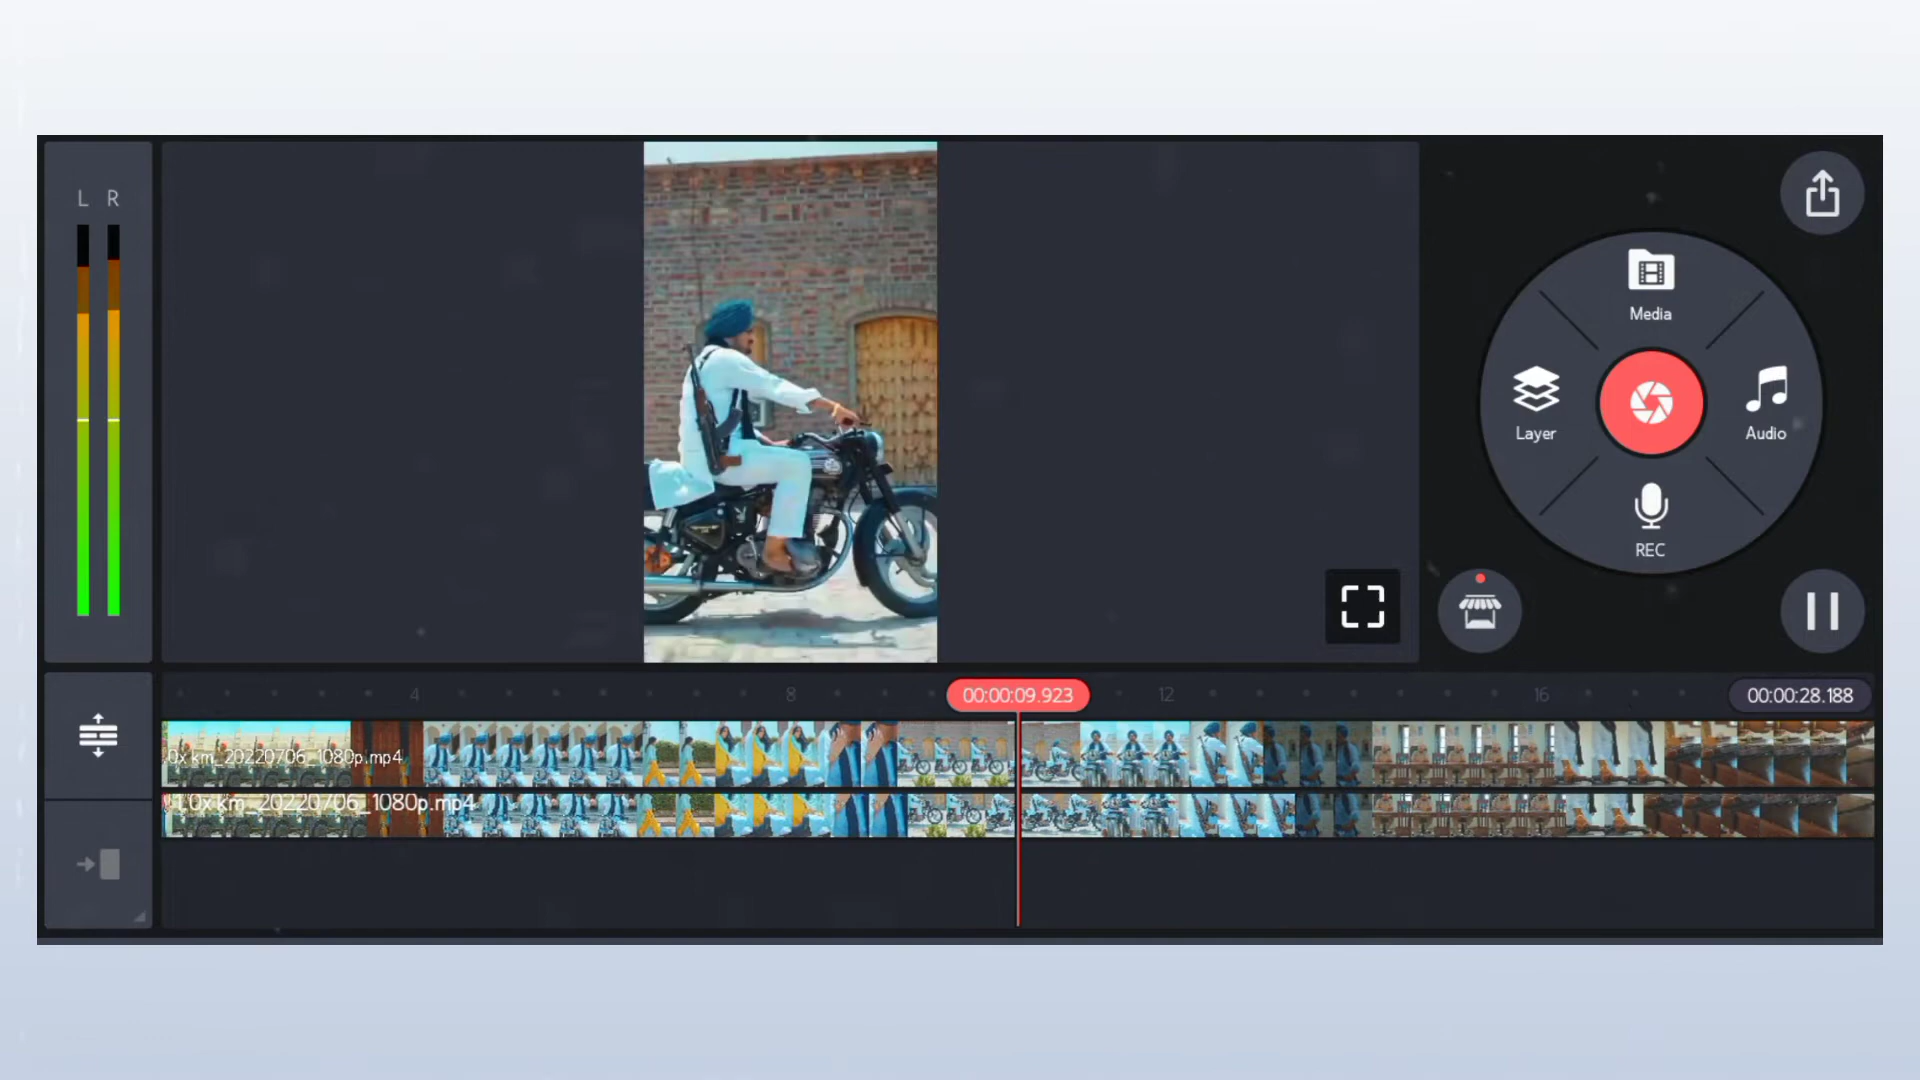 L R
Media
Layer
Audio
REC
4 8 00:00:09.923 12 16 00:00:28.188
0x km_20220706_1080p.mp4
1.0x km_20220706_1080p.mp4